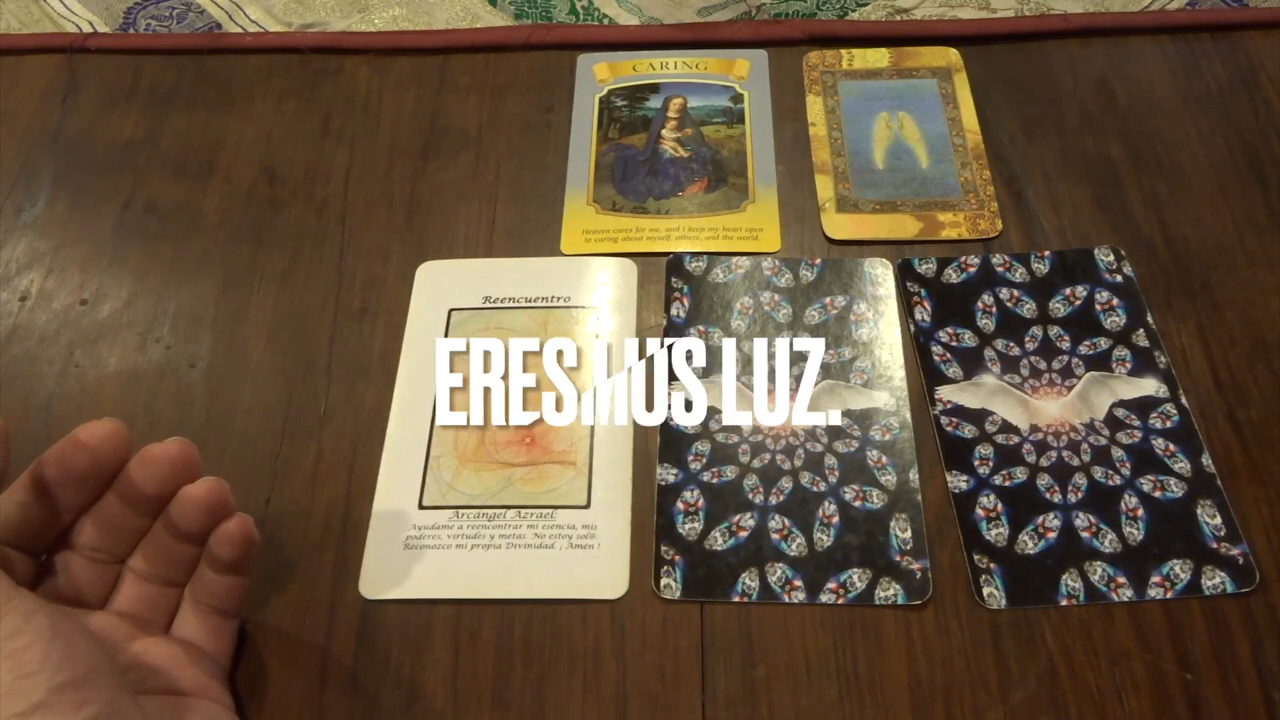 CARING
Heaven cares for me, and I keep my heart open
to caring about myself, others, and the world.
Reencuentro
ERES LUZ.
Arcángel Azrael:
Ayudame a reencontrar mi esencia, mis
poderes, virtudes y metas. No estoy sol@.
Reconozco mi propia Divinidad. ¡ Amén !